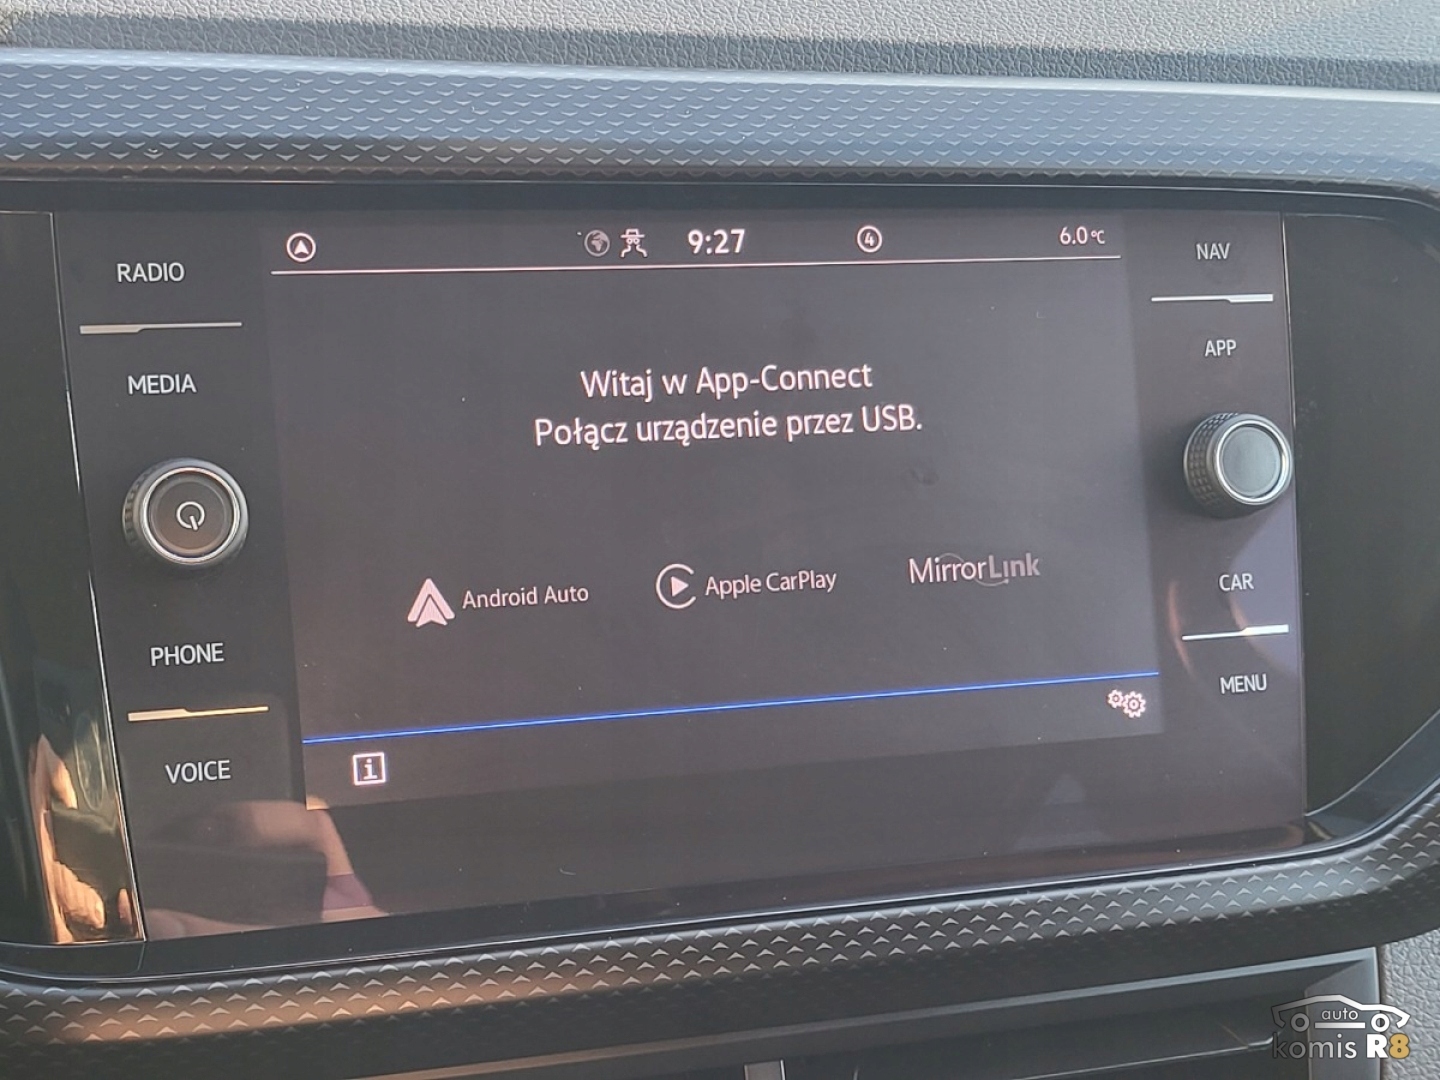 RADIO
MEDIA
PHONE
VOICE
9:27
4
6.0°C
Witaj w App-Connect
Połącz urządzenie przez USB.
Android Auto
Apple CarPlay
MirrorLink
i
NAV
APP
CAR
MENU
auto
komis R8